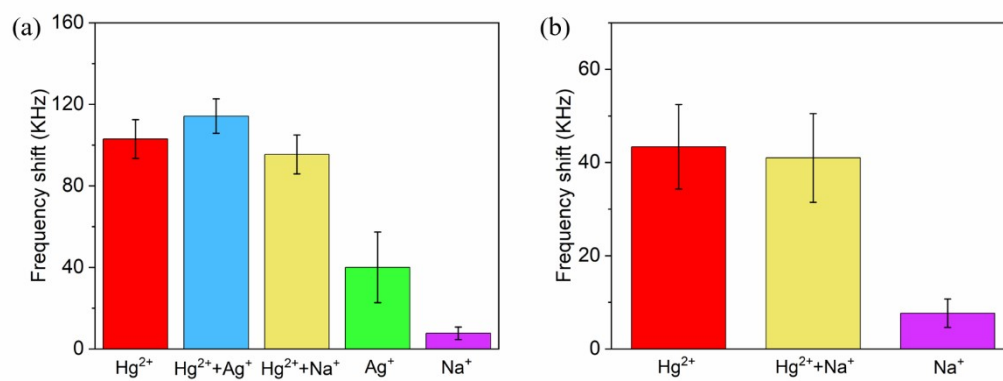 (a)
Frequency shift (KHz)
160
120
80
40
0
Hg²⁺ Hg²⁺+Ag⁺ Hg²⁺+Na⁺ Ag⁺ Na⁺
(b)
Frequency shift (KHz)
60
40
20
0
Hg²⁺ Hg²⁺+Na⁺ Na⁺